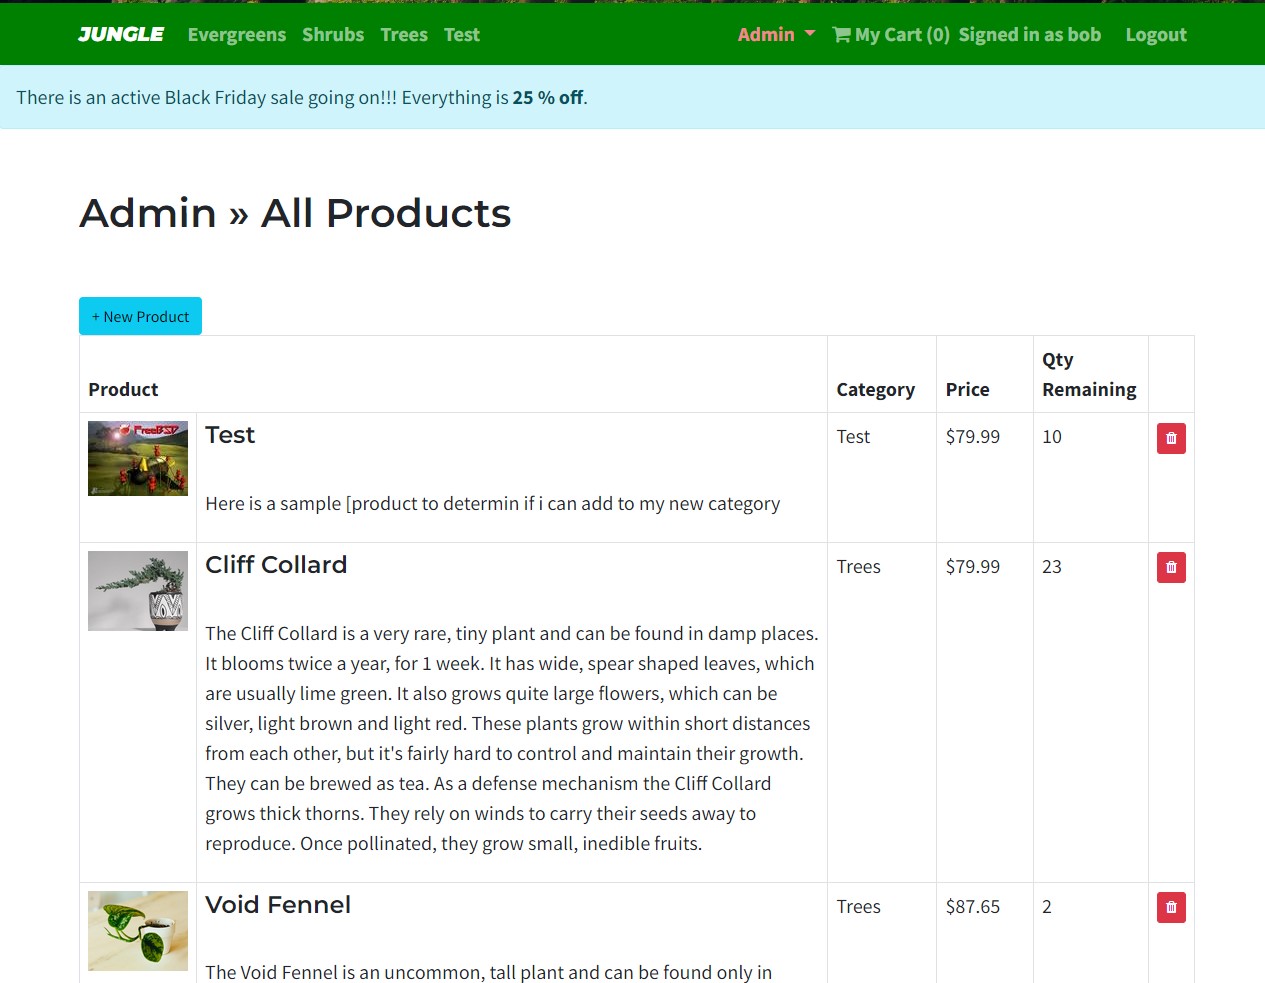 JUNGLE Evergreens Shrubs Trees Test Admin My Cart (0) Signed in as bob Logout
There is an active Black Friday sale going on!!! Everything is 25 % off.
Admin » All Products
+ New Product
Product Category Price Qty Remaining
FreeBSD
Test
Test $79.99 10
Here is a sample [product to determin if i can add to my new category
Cliff Collard
Trees $79.99 23
The Cliff Collard is a very rare, tiny plant and can be found in damp places.
It blooms twice a year, for 1 week. It has wide, spear shaped leaves, which
are usually lime green. It also grows quite large flowers, which can be
silver, light brown and light red. These plants grow within short distances
from each other, but it's fairly hard to control and maintain their growth.
They can be brewed as tea. As a defense mechanism the Cliff Collard
grows thick thorns. They rely on winds to carry their seeds away to
reproduce. Once pollinated, they grow small, inedible fruits.
Void Fennel
Trees $87.65 2
The Void Fennel is an uncommon, tall plant and can be found only in